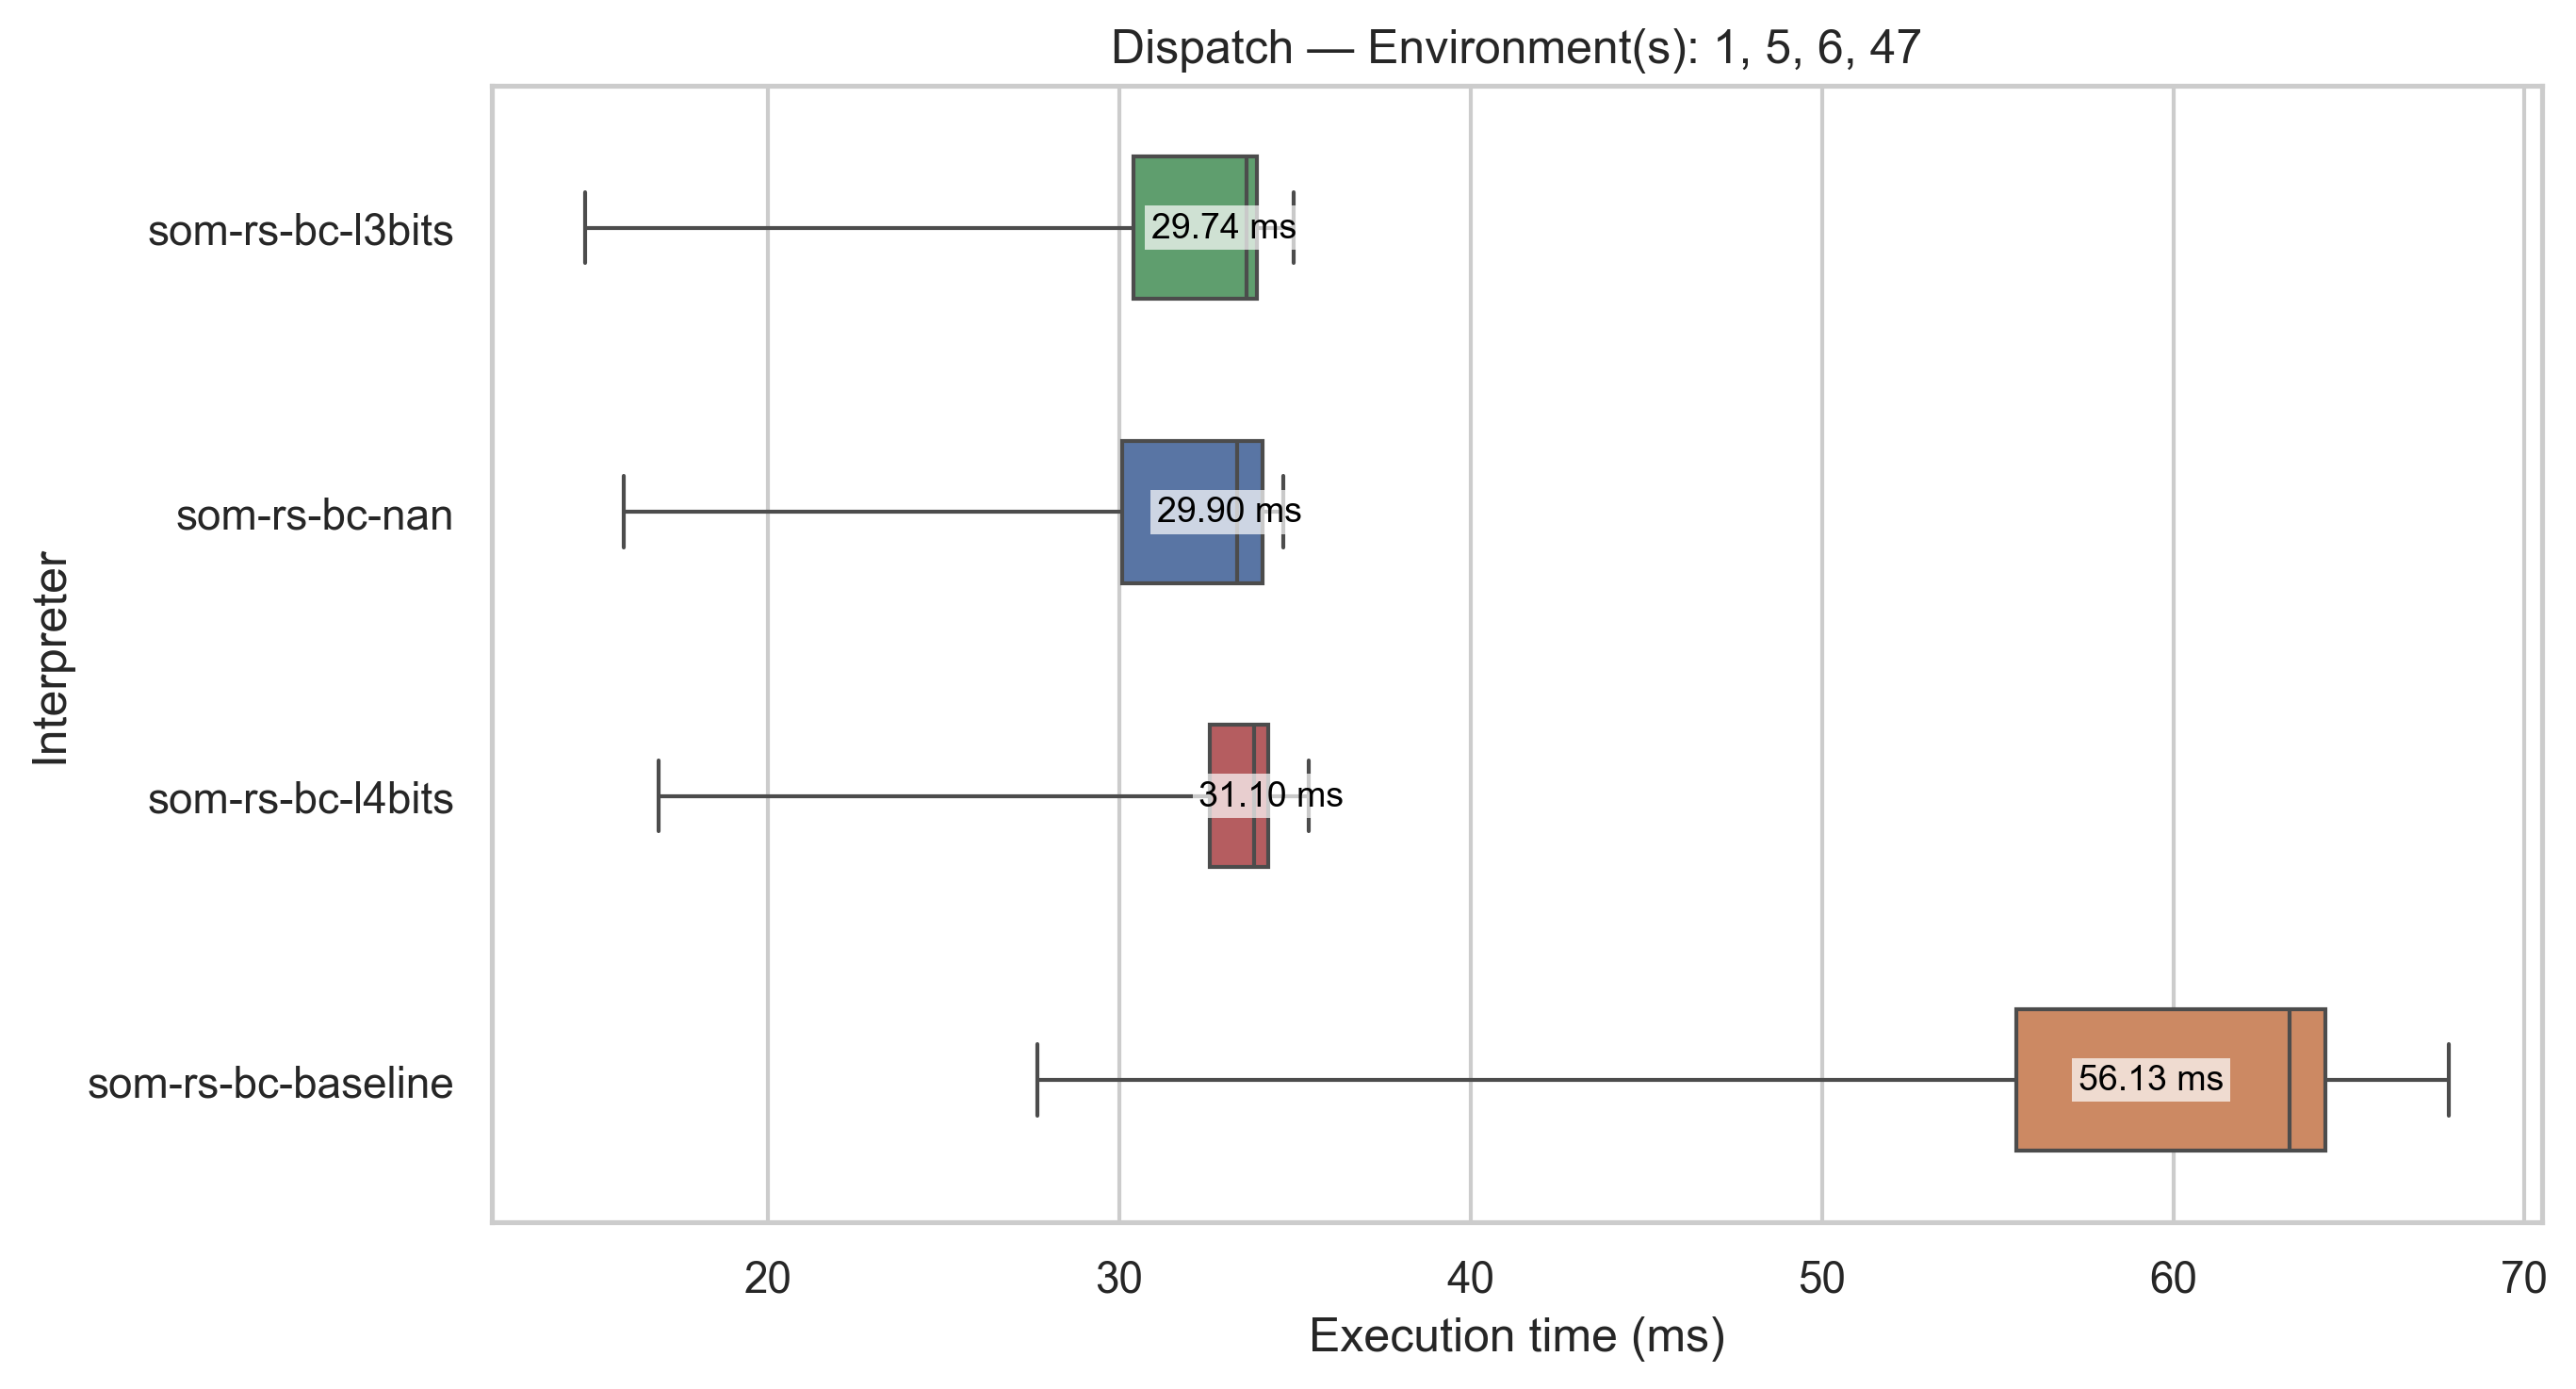 Dispatch — Environment(s): 1, 5, 6, 47
Interpreter
som-rs-bc-l3bits
29.74 ms
som-rs-bc-nan
29.90 ms
som-rs-bc-l4bits
31.10 ms
som-rs-bc-baseline
56.13 ms
20 30 40 50 60 70
Execution time (ms)